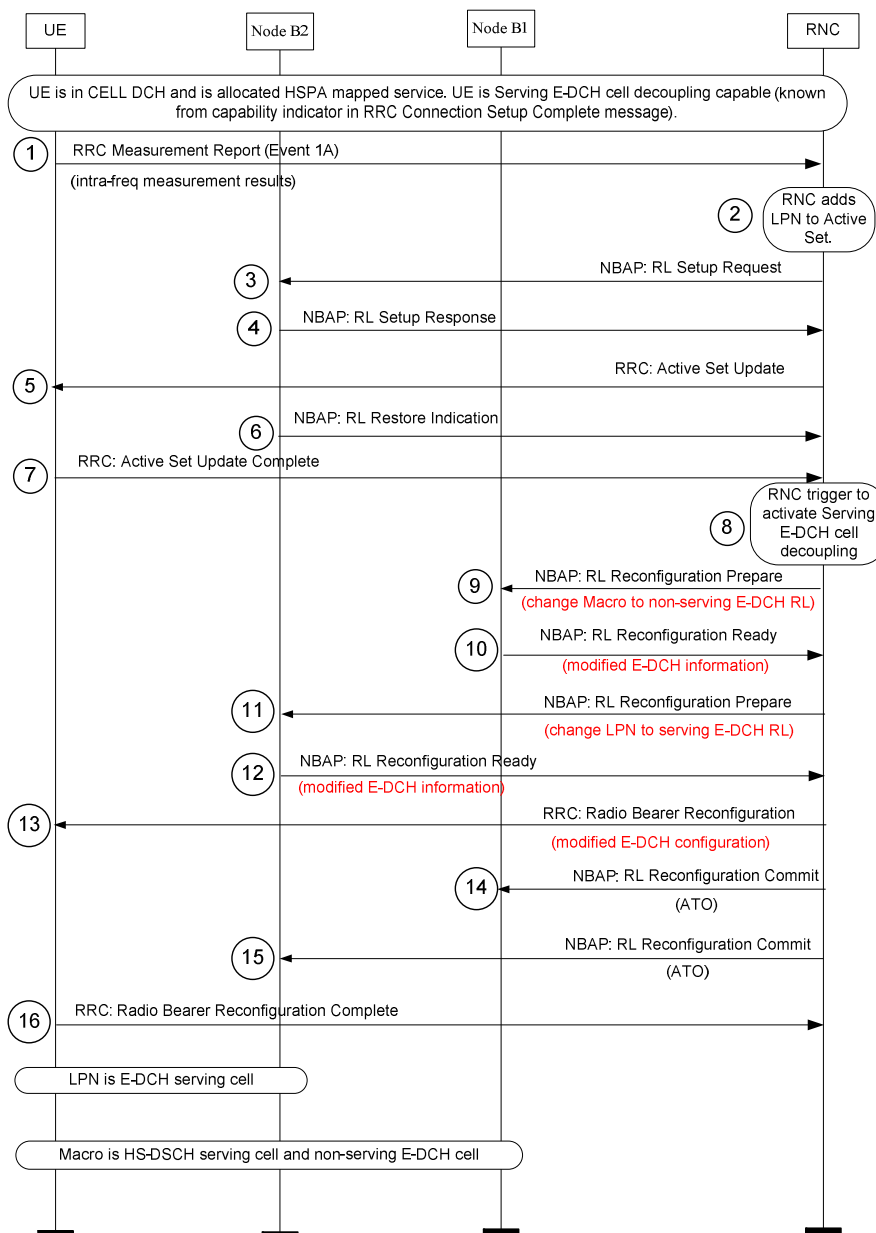 UE
Node B2
Node B1
RNC
UE is in CELL DCH and is allocated HSPA mapped service. UE is Serving E-DCH cell decoupling capable (known
from capability indicator in RRC Connection Setup Complete message).
1
RRC Measurement Report (Event 1A)
(intra-freq measurement results)
2
RNC adds
LPN to Active
Set.
3
NBAP: RL Setup Request
4
NBAP: RL Setup Response
5
RRC: Active Set Update
6
NBAP: RL Restore Indication
7
RRC: Active Set Update Complete
8
RNC trigger to
activate Serving
E-DCH cell
decoupling
9
NBAP: RL Reconfiguration Prepare
(change Macro to non-serving E-DCH RL)
10
NBAP: RL Reconfiguration Ready
(modified E-DCH information)
11
NBAP: RL Reconfiguration Prepare
(change LPN to serving E-DCH RL)
12
NBAP: RL Reconfiguration Ready
(modified E-DCH information)
13
RRC: Radio Bearer Reconfiguration
(modified E-DCH configuration)
14
NBAP: RL Reconfiguration Commit
(ATO)
15
NBAP: RL Reconfiguration Commit
(ATO)
16
RRC: Radio Bearer Reconfiguration Complete
LPN is E-DCH serving cell
Macro is HS-DSCH serving cell and non-serving E-DCH cell